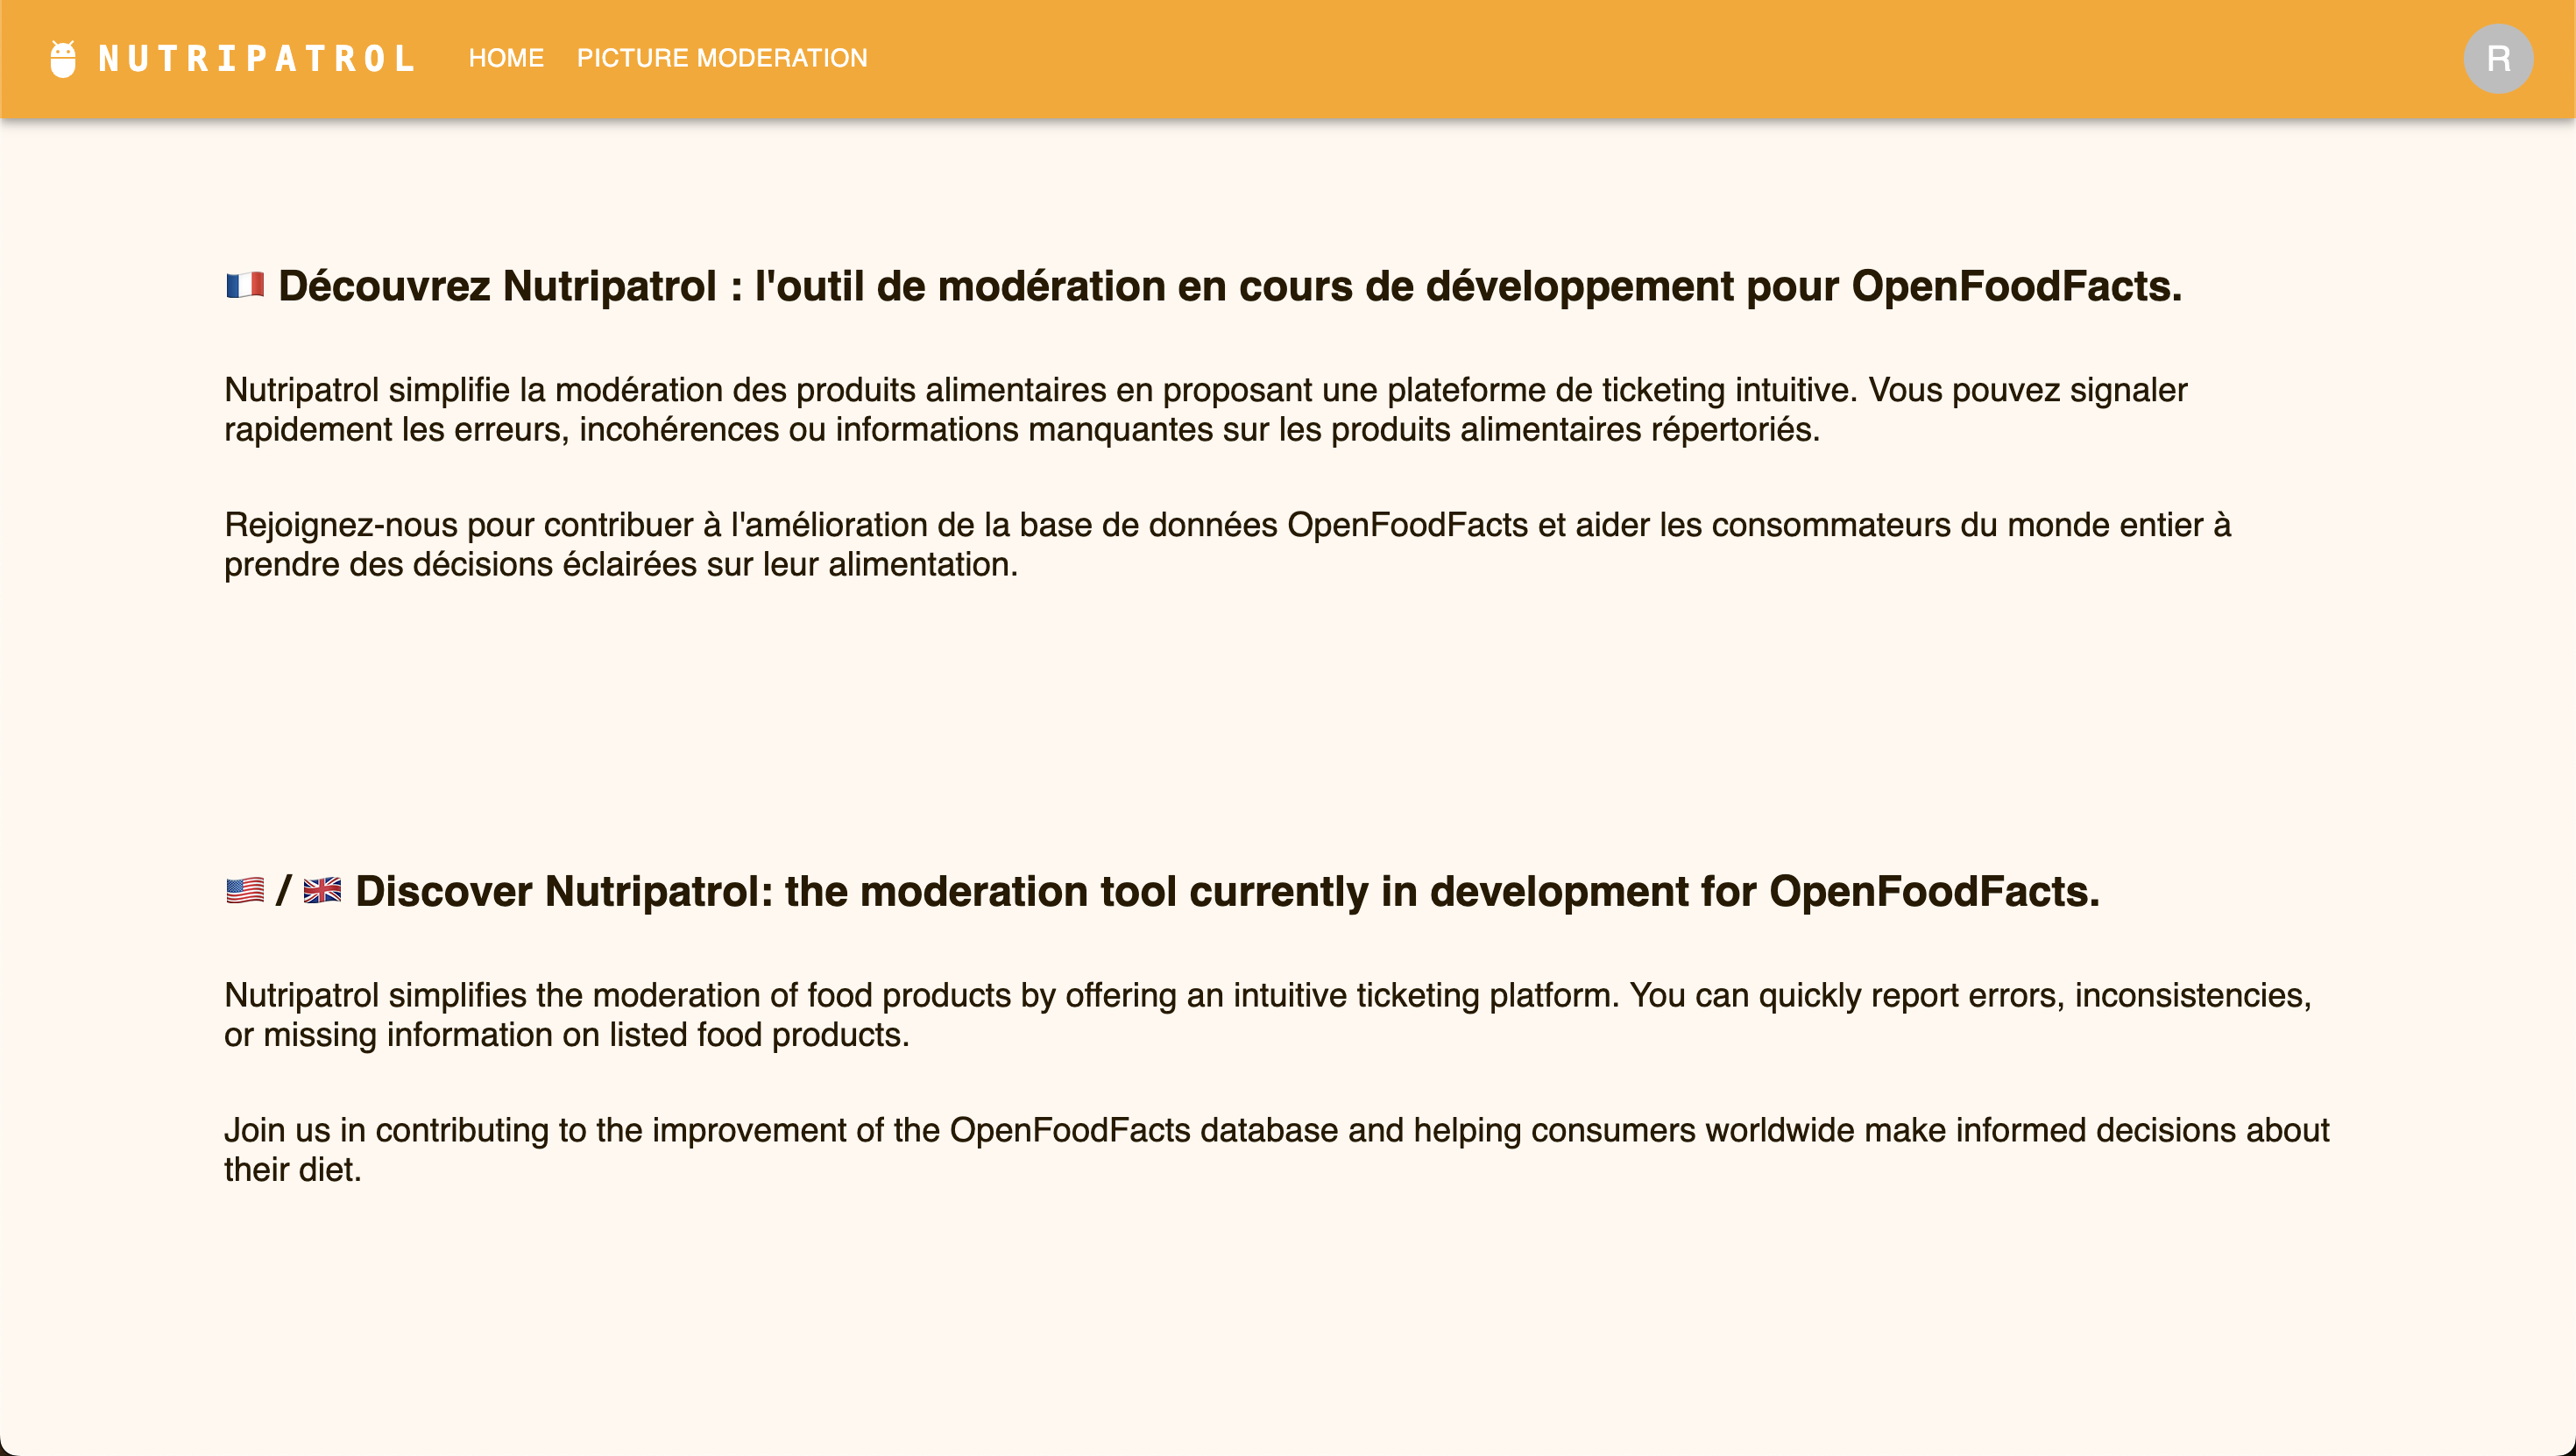 NUTRIPATROL HOME PICTURE MODERATION R
🇫🇷 Découvrez Nutripatrol : l'outil de modération en cours de développement pour OpenFoodFacts.
Nutripatrol simplifie la modération des produits alimentaires en proposant une plateforme de ticketing intuitive. Vous pouvez signaler
rapidement les erreurs, incohérences ou informations manquantes sur les produits alimentaires répertoriés.
Rejoignez-nous pour contribuer à l'amélioration de la base de données OpenFoodFacts et aider les consommateurs du monde entier à
prendre des décisions éclairées sur leur alimentation.
🇺🇸 / 🇬🇧 Discover Nutripatrol: the moderation tool currently in development for OpenFoodFacts.
Nutripatrol simplifies the moderation of food products by offering an intuitive ticketing platform. You can quickly report errors, inconsistencies,
or missing information on listed food products.
Join us in contributing to the improvement of the OpenFoodFacts database and helping consumers worldwide make informed decisions about
their diet.